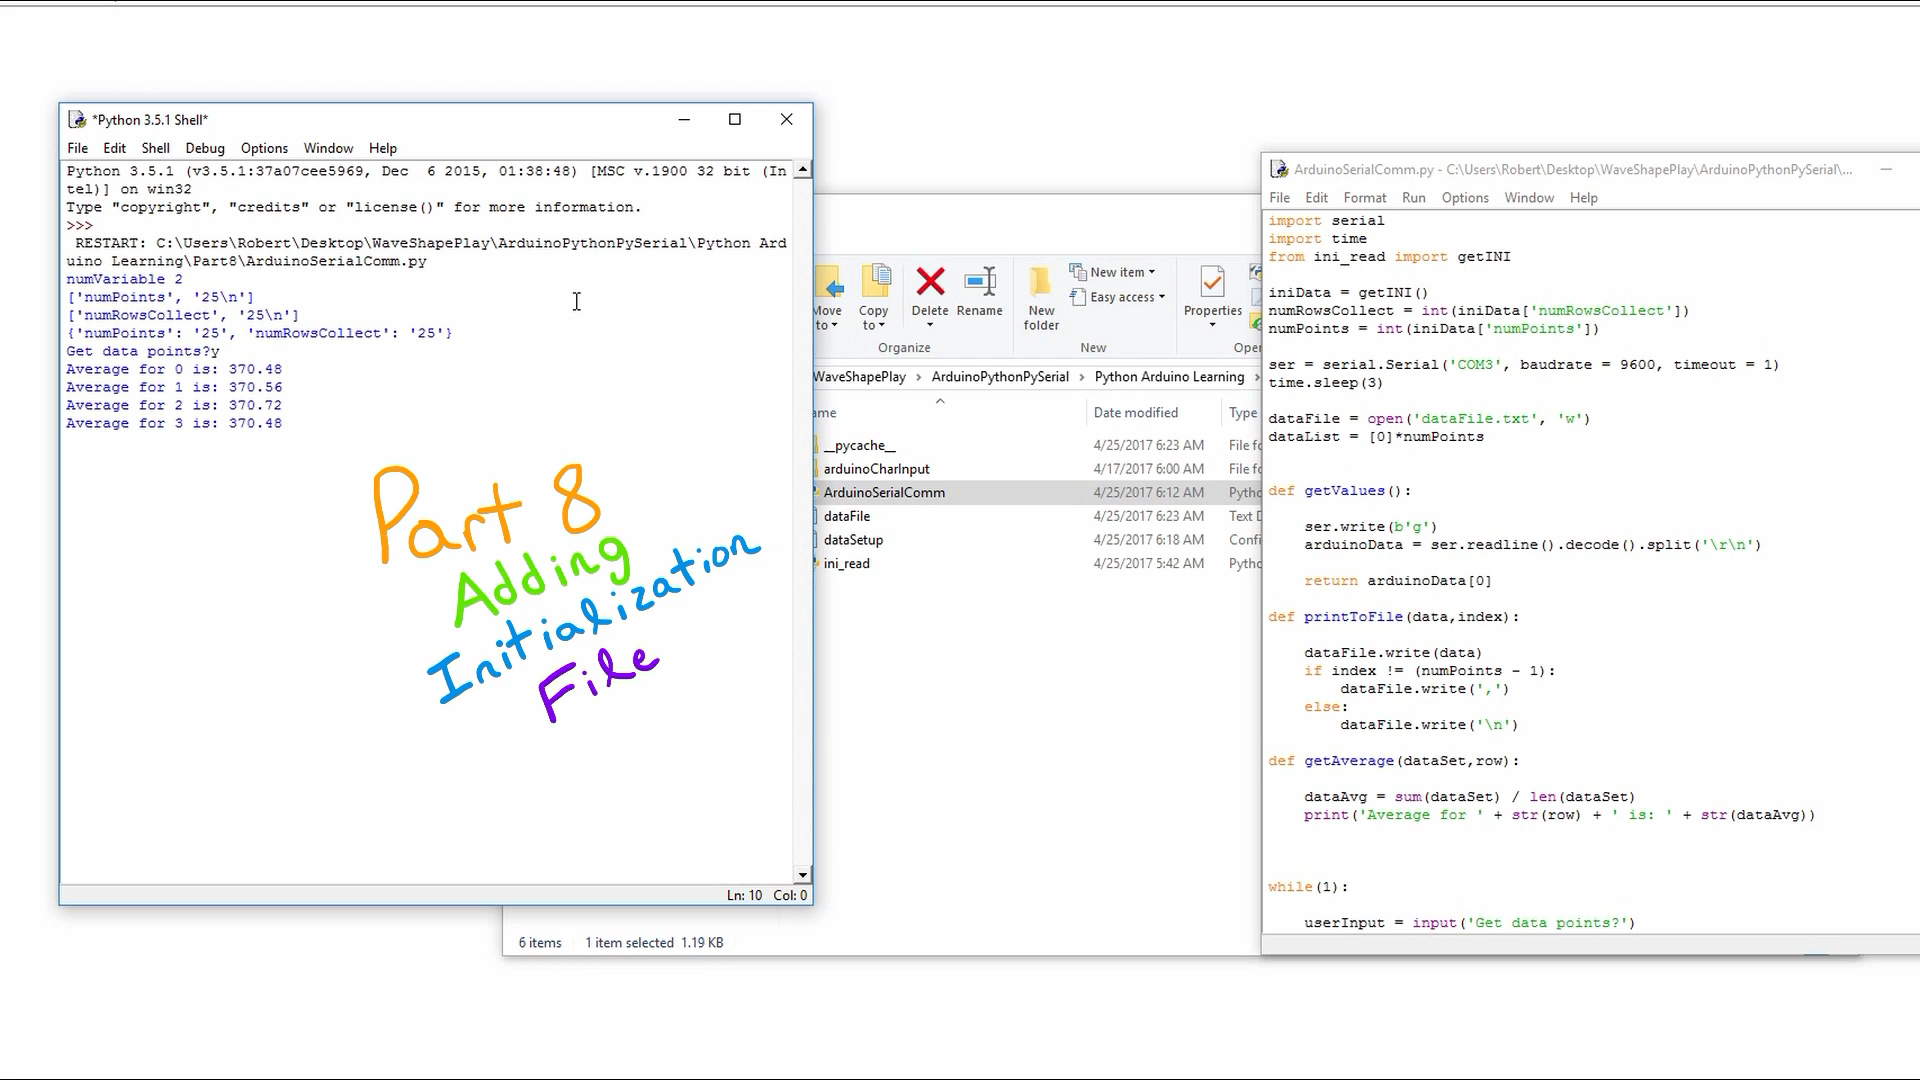 *Python 3.5.1 Shell*
File Edit Shell Debug Options Window Help
Python 3.5.1 (v3.5.1:37a07cee5969, Dec  6 2015, 01:38:48) [MSC v.1900 32 bit (In
tel)] on win32
Type "copyright", "credits" or "license()" for more information.
>>>
 RESTART: C:\Users\Robert\Desktop\WaveShapePlay\ArduinoPythonPySerial\Python Ard
uino Learning\Part8\ArduinoSerialComm.py
numVariable 2
['numPoints', '25\n']
['numRowsCollect', '25\n']
{'numPoints': '25', 'numRowsCollect': '25'}
Get data points?y
Average for 0 is: 370.48
Average for 1 is: 370.56
Average for 2 is: 370.72
Average for 3 is: 370.48
Part 8
Adding
Initialization
File
Ln: 10 Col: 0
Move to Copy to Delete Rename New folder
New item
Easy access
Properties
Organize New
WaveShapePlay > ArduinoPythonPySerial > Python Arduino Learning >
Date modified Type
__pycache__ 4/25/2017 6:23 AM
arduinoCharInput 4/17/2017 6:00 AM
ArduinoSerialComm 4/25/2017 6:12 AM
dataFile 4/25/2017 6:23 AM
dataSetup 4/25/2017 6:18 AM
ini_read 4/25/2017 5:42 AM
6 items 1 item selected 1.19 KB
ArduinoSerialComm.py - C:\Users\Robert\Desktop\WaveShapePlay\ArduinoPythonPySerial\...
File Edit Format Run Options Window Help
import serial
import time
from ini_read import getINI
iniData = getINI()
numRowsCollect = int(iniData['numRowsCollect'])
numPoints = int(iniData['numPoints'])
ser = serial.Serial('COM3', baudrate = 9600, timeout = 1)
time.sleep(3)
dataFile = open('dataFile.txt', 'w')
dataList = [0]*numPoints
def getValues():
    ser.write(b'g')
    arduinoData = ser.readline().decode().split('\r\n')
    return arduinoData[0]
def printToFile(data,index):
    dataFile.write(data)
    if index != (numPoints - 1):
        dataFile.write(',')
    else:
        dataFile.write('\n')
def getAverage(dataSet,row):
    dataAvg = sum(dataSet) / len(dataSet)
    print('Average for ' + str(row) + ' is: ' + str(dataAvg))
while(1):
    userInput = input('Get data points?')